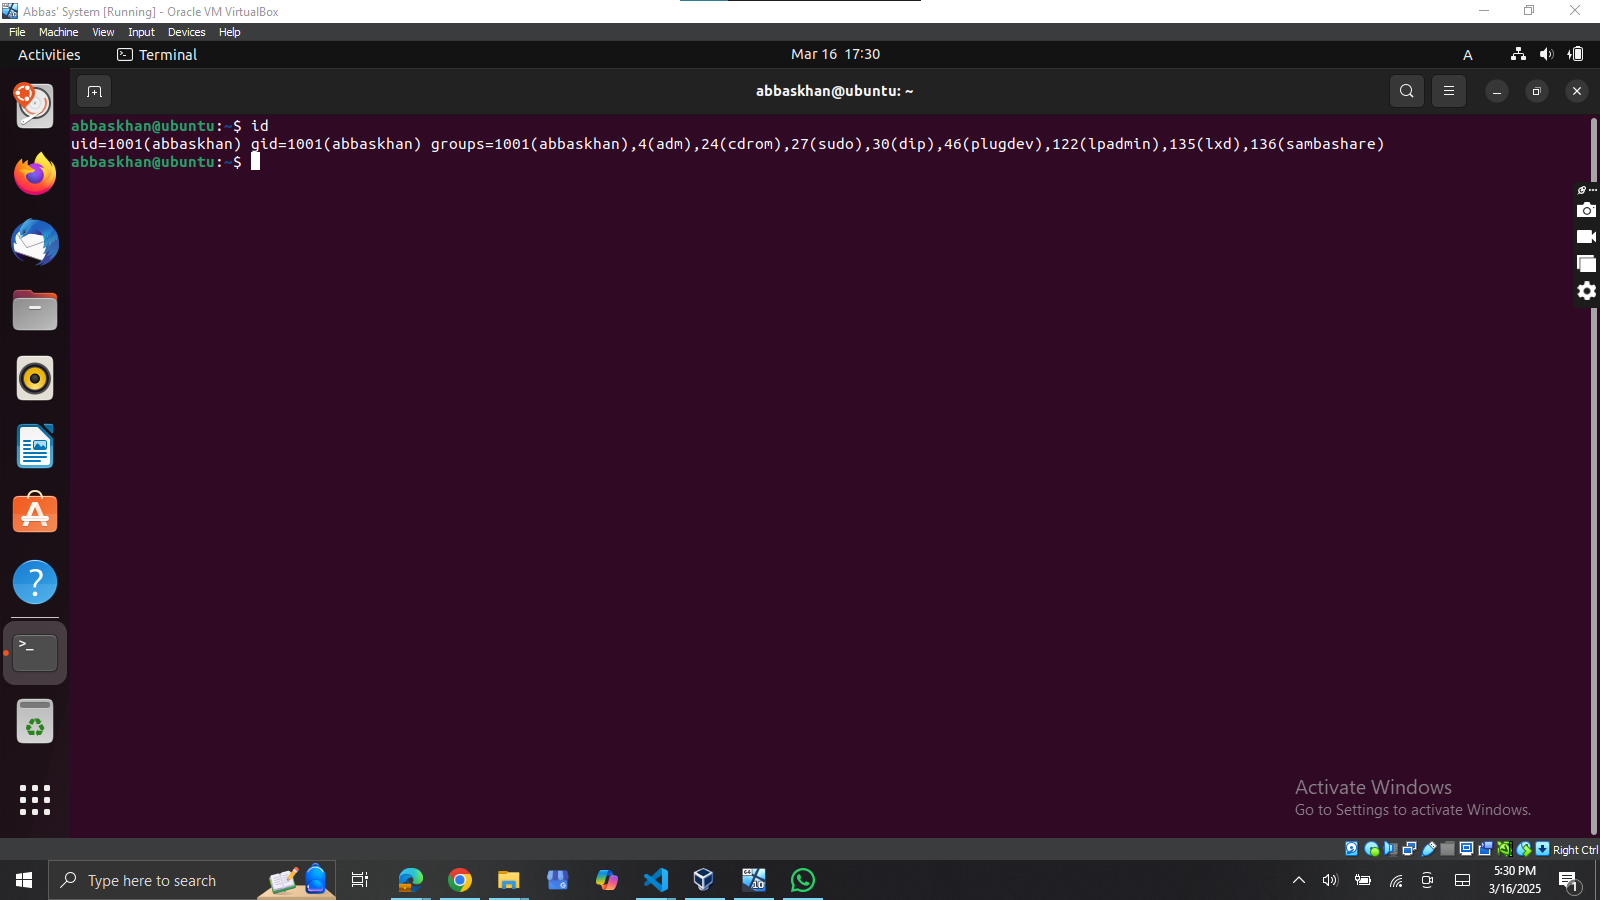 Abbas' System [Running] - Oracle VM VirtualBox
File Machine View Input Devices Help
Activities Terminal Mar 16 17:30 A
abbaskhan@ubuntu: ~
abbaskhan@ubuntu:~$ id
uid=1001(abbaskhan) gid=1001(abbaskhan) groups=1001(abbaskhan),4(adm),24(cdrom),27(sudo),30(dip),46(plugdev),122(lpadmin),135(lxd),136(sambashare)
abbaskhan@ubuntu:~$
Activate Windows
Go to Settings to activate Windows.
Right Ctrl
Type here to search
5:30 PM
3/16/2025
1